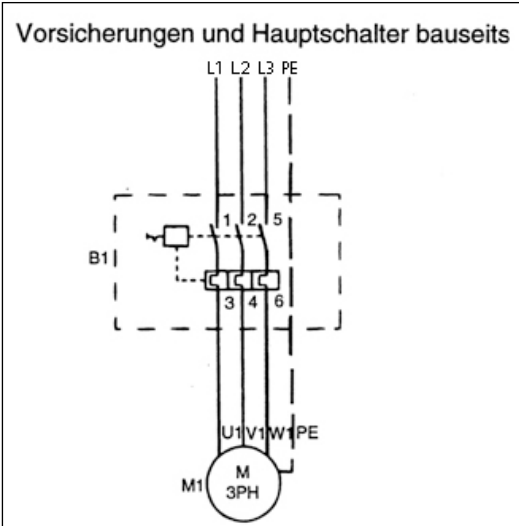 Vorsicherungen und Hauptschalter bauseits
L1 L2 L3 PE
1 2 5
B1
3 4 6
U1 V1 W1 PE
M1
M
3PH